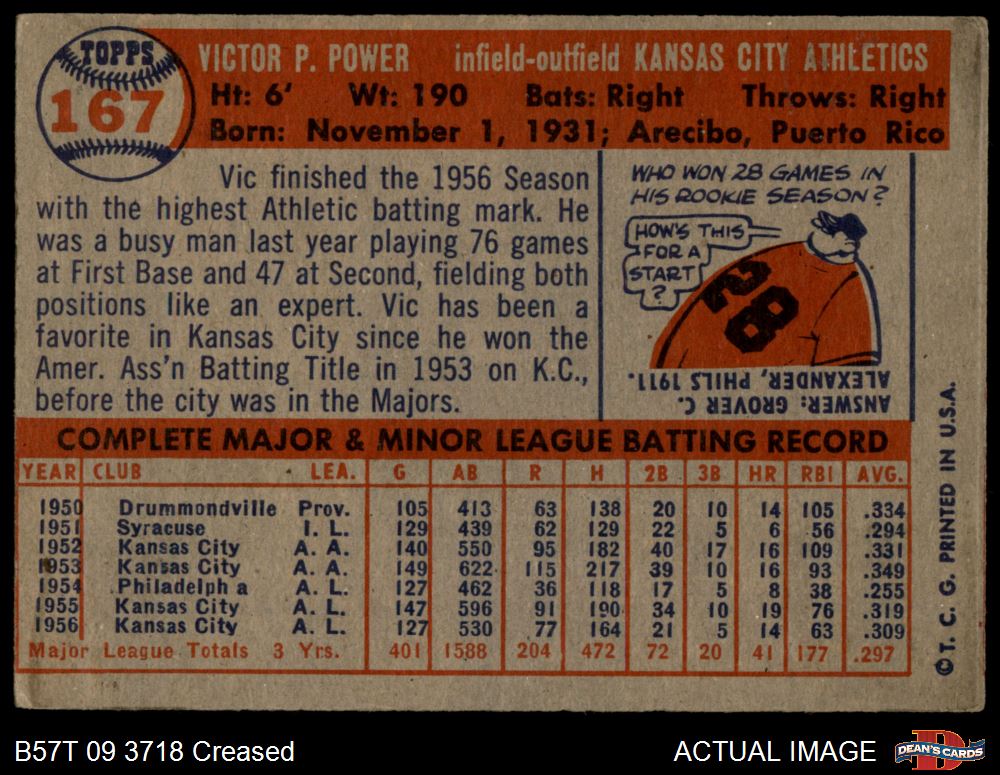 TOPPS
167
VICTOR P. POWER infield-outfield KANSAS CITY ATHLETICS
Ht: 6' Wt: 190 Bats: Right Throws: Right
Born: November 1, 1931; Arecibo, Puerto Rico
Vic finished the 1956 Season
with the highest Athletic batting mark. He
was a busy man last year playing 76 games
at First Base and 47 at Second, fielding both
positions like an expert. Vic has been a
favorite in Kansas City since he won the
Amer. Ass'n Batting Title in 1953 on K.C.,
before the city was in the Majors.
WHO WON 28 GAMES IN
HIS ROOKIE SEASON?
HOW'S THIS
FOR A
START
?
28
ANSWER: GROVER C.
ALEXANDER, PHILS 1911.
COMPLETE MAJOR & MINOR LEAGUE BATTING RECORD
YEAR CLUB LEA. G AB R H 2B 3B HR RBI AVG.
1950 Drummondville Prov. 105 413 63 138 20 10 14 105 .334
1951 Syracuse I. L. 129 439 62 129 22 5 6 56 .294
1952 Kansas City A. A. 140 550 95 182 40 17 16 109 .331
1953 Kansas City A. A. 149 622 115 217 39 10 16 93 .349
1954 Philadelph a A. L. 127 462 36 118 17 5 8 38 .255
1955 Kansas City A. L. 147 596 91 190 34 10 19 76 .319
1956 Kansas City A. L. 127 530 77 164 21 5 14 63 .309
Major League Totals 3 Yrs. 401 1588 204 472 72 20 41 177 .297
©T. C. G. PRINTED IN U.S.A.
B57T 09 3718 Creased
ACTUAL IMAGE
DEAN'S CARDS